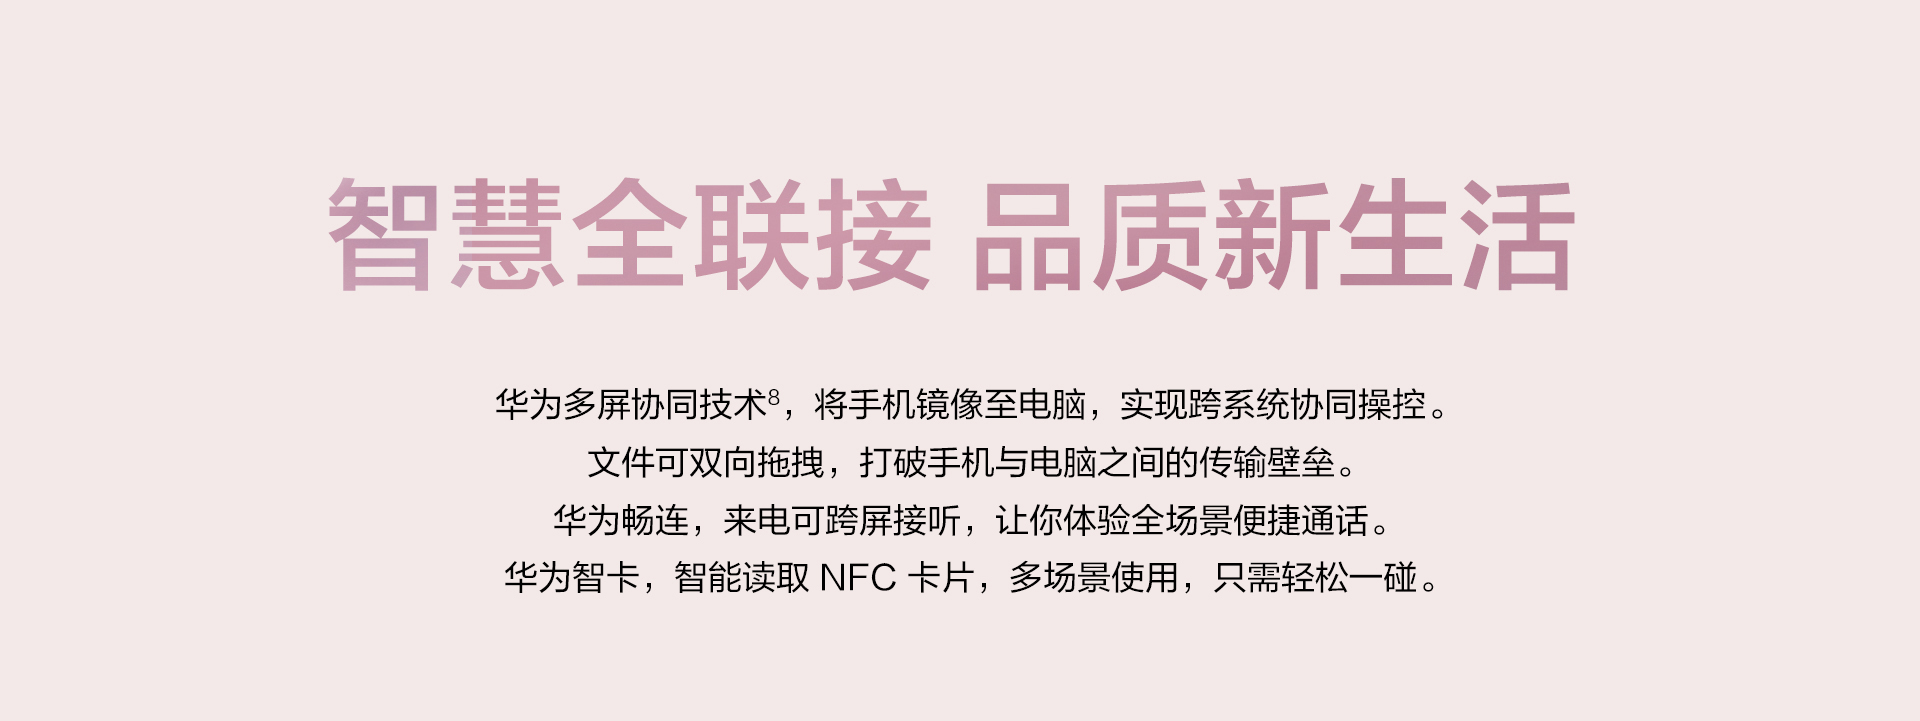 智慧全联接 品质新生活
华为多屏协同技术8，将手机镜像至电脑，实现跨系统协同操控。
文件可双向拖拽，打破手机与电脑之间的传输壁垒。
华为畅连，来电可跨屏接听，让你体验全场景便捷通话。
华为智卡，智能读取 NFC 卡片，多场景使用，只需轻松一碰。